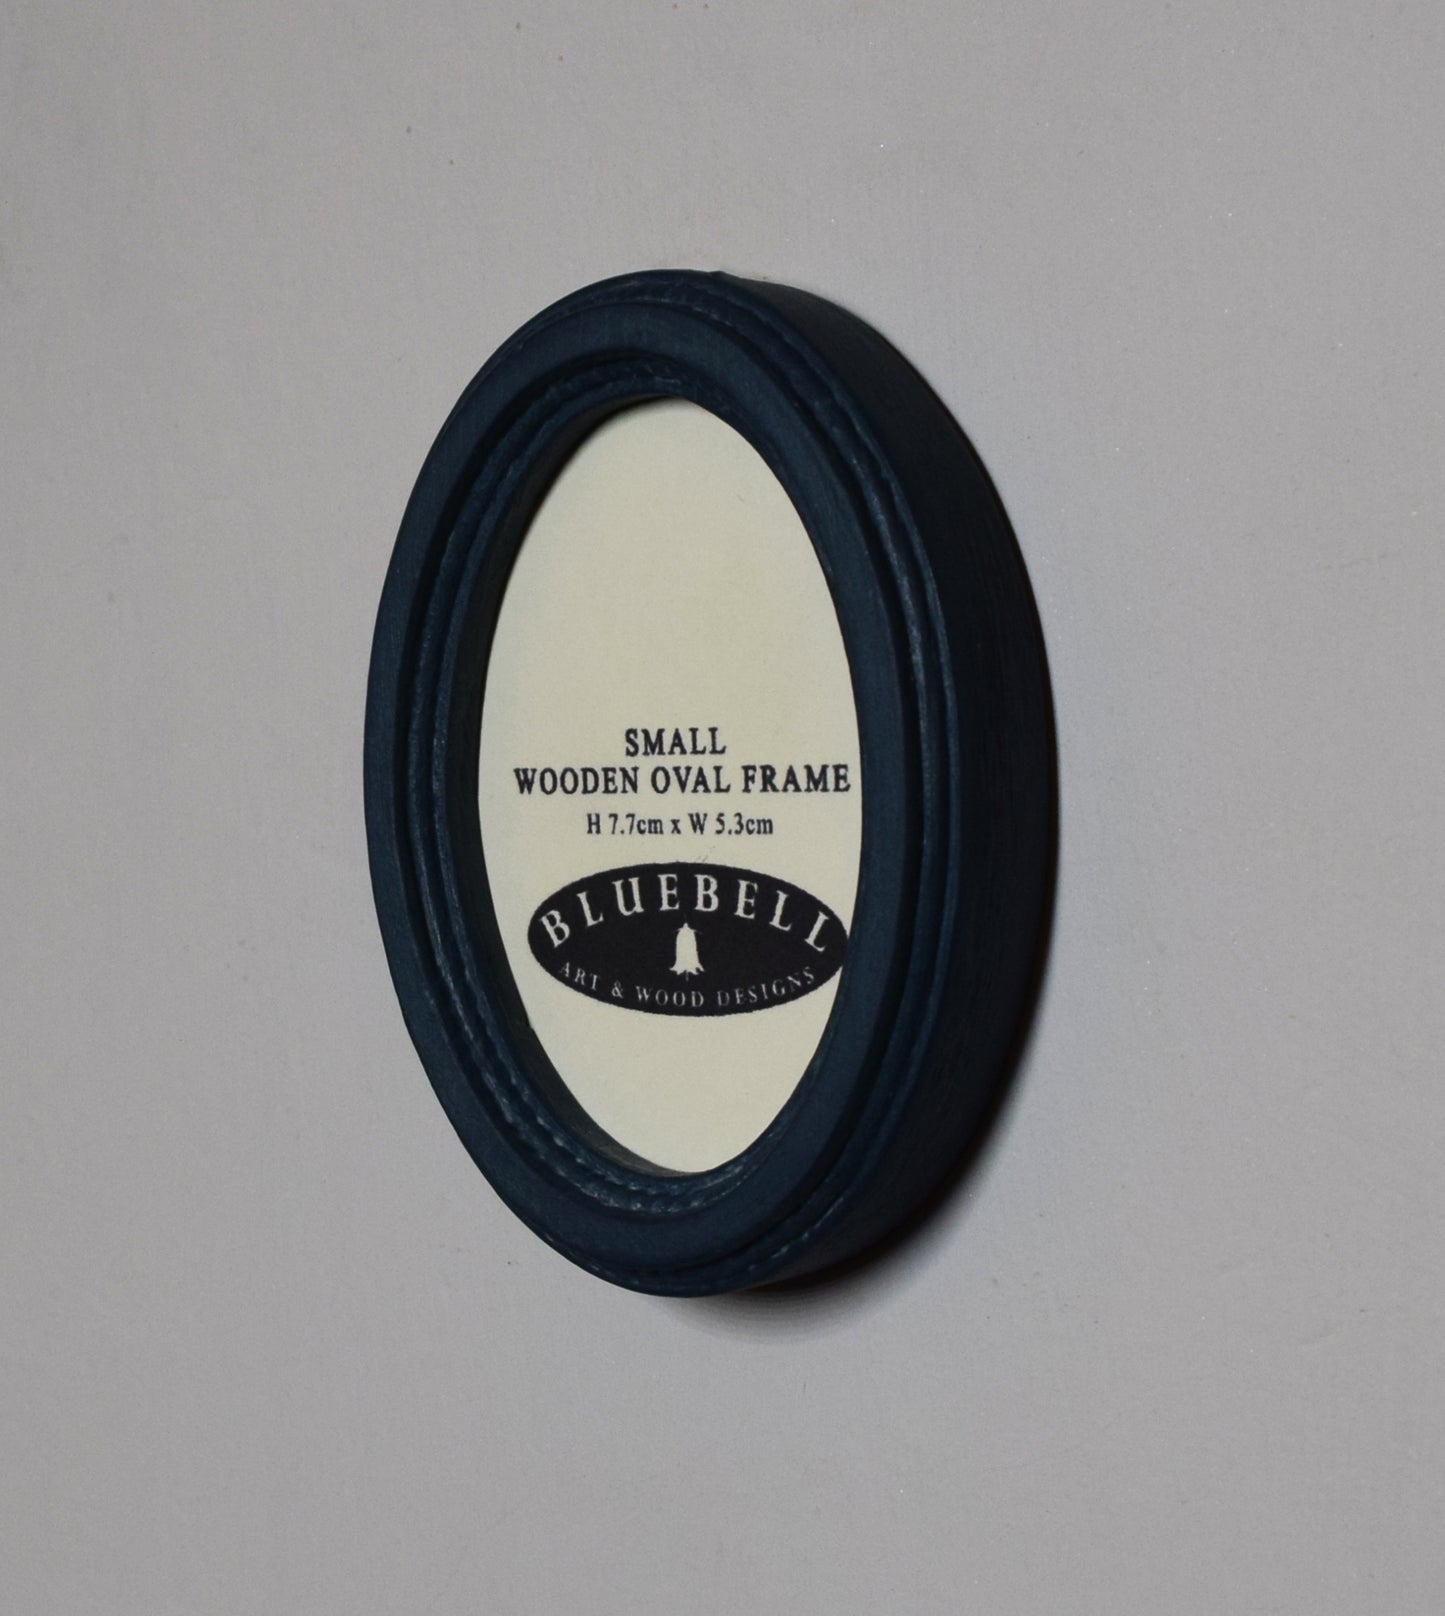 SMALL
WOODEN OVAL FRAME
H 7.7cm x W 5.3cm
BLUEBELL
ART & WOOD DESIGNS